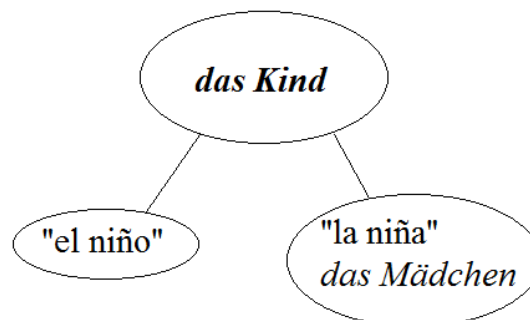 das Kind
"el niño"
"la niña"
das Mädchen